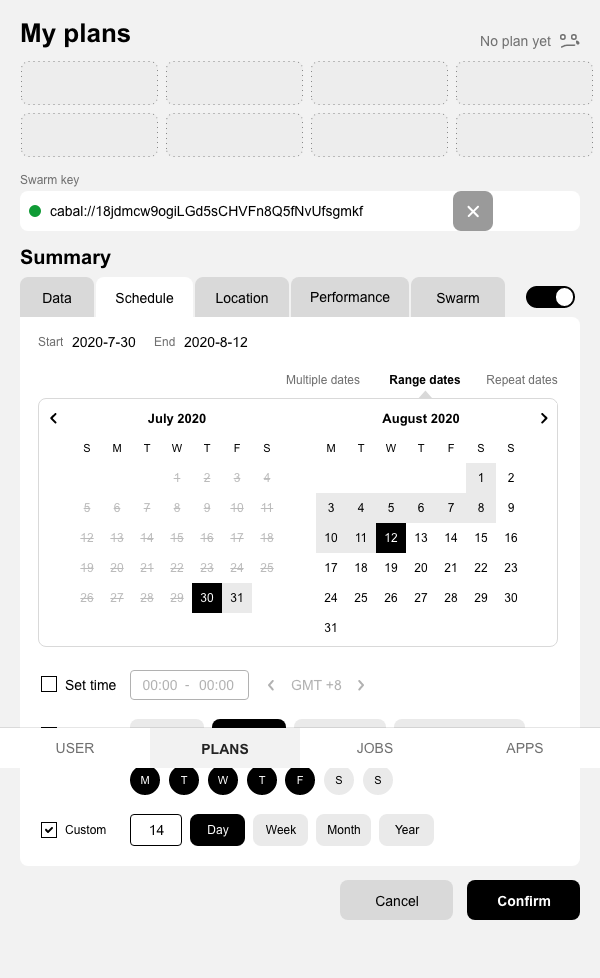 My plans
No plan yet
Swarm key
cabal://18jdmcw9ogiLGd5sCHVFn8Q5fNvUfsgmkf
Summary
Data Schedule Location Performance Swarm
Start 2020-7-30 End 2020-8-12
Multiple dates Range dates Repeat dates
July 2020
S M T W T F S
1 2 3 4
5 6 7 8 9 10 11
12 13 14 15 16 17 18
19 20 21 22 23 24 25
26 27 28 29 30 31
August 2020
M T W T F S S
1 2
3 4 5 6 7 8 9
10 11 12 13 14 15 16
17 18 19 20 21 22 23
24 25 26 27 28 29 30
31
Set time 00:00 - 00:00 GMT +8
USER PLANS JOBS APPS
M T W T F S S
Custom 14 Day Week Month Year
Cancel Confirm